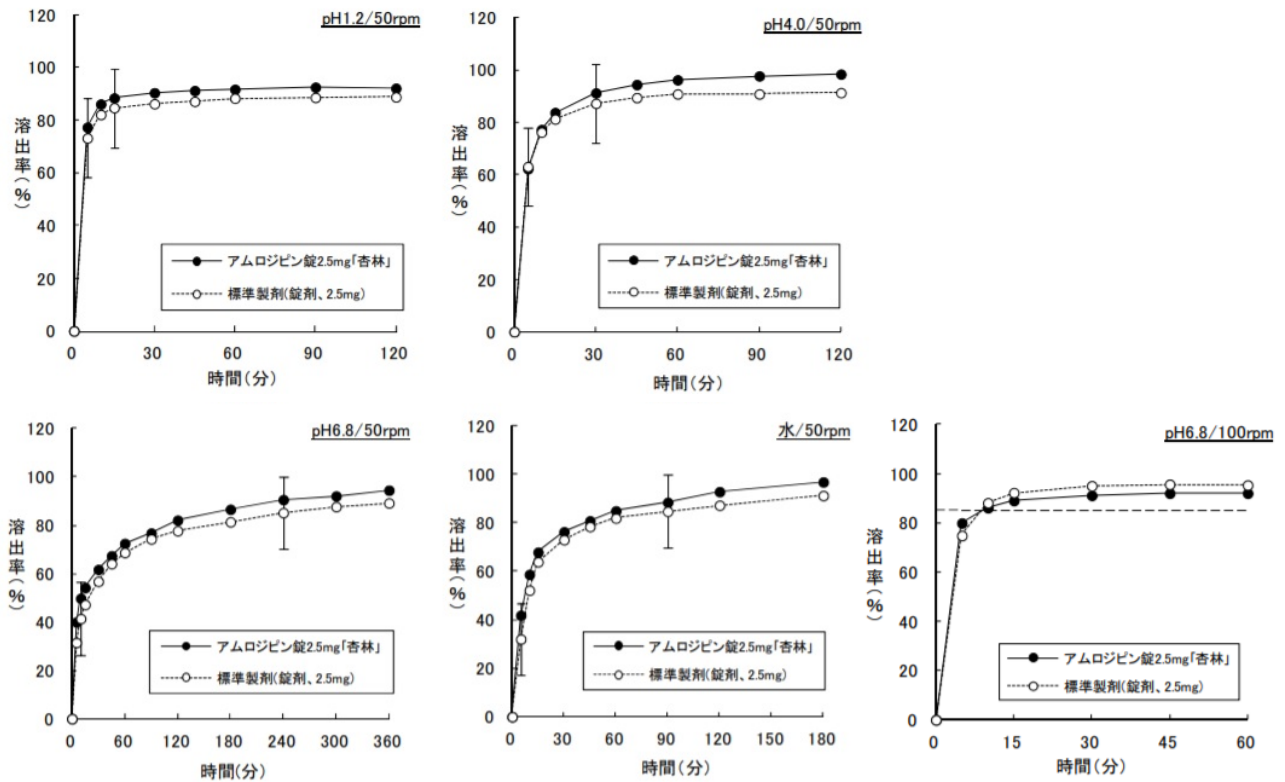 pH1.2/50rpm
120
100
80
60
40
20
0
溶出率(%)
アムロジピン錠2.5mg「杏林」
標準製剤(錠剤、2.5mg)
0 30 60 90 120
時間(分)
pH4.0/50rpm
120
100
80
60
40
20
0
溶出率(%)
アムロジピン錠2.5mg「杏林」
標準製剤(錠剤、2.5mg)
0 30 60 90 120
時間(分)
pH6.8/50rpm
120
100
80
60
40
20
0
溶出率(%)
アムロジピン錠2.5mg「杏林」
標準製剤(錠剤、2.5mg)
0 60 120 180 240 300 360
時間(分)
水/50rpm
120
100
80
60
40
20
0
溶出率(%)
アムロジピン錠2.5mg「杏林」
標準製剤(錠剤、2.5mg)
0 30 60 90 120 150 180
時間(分)
pH6.8/100rpm
120
100
80
60
40
20
0
溶出率(%)
アムロジピン錠2.5mg「杏林」
標準製剤(錠剤、2.5mg)
0 15 30 45 60
時間(分)